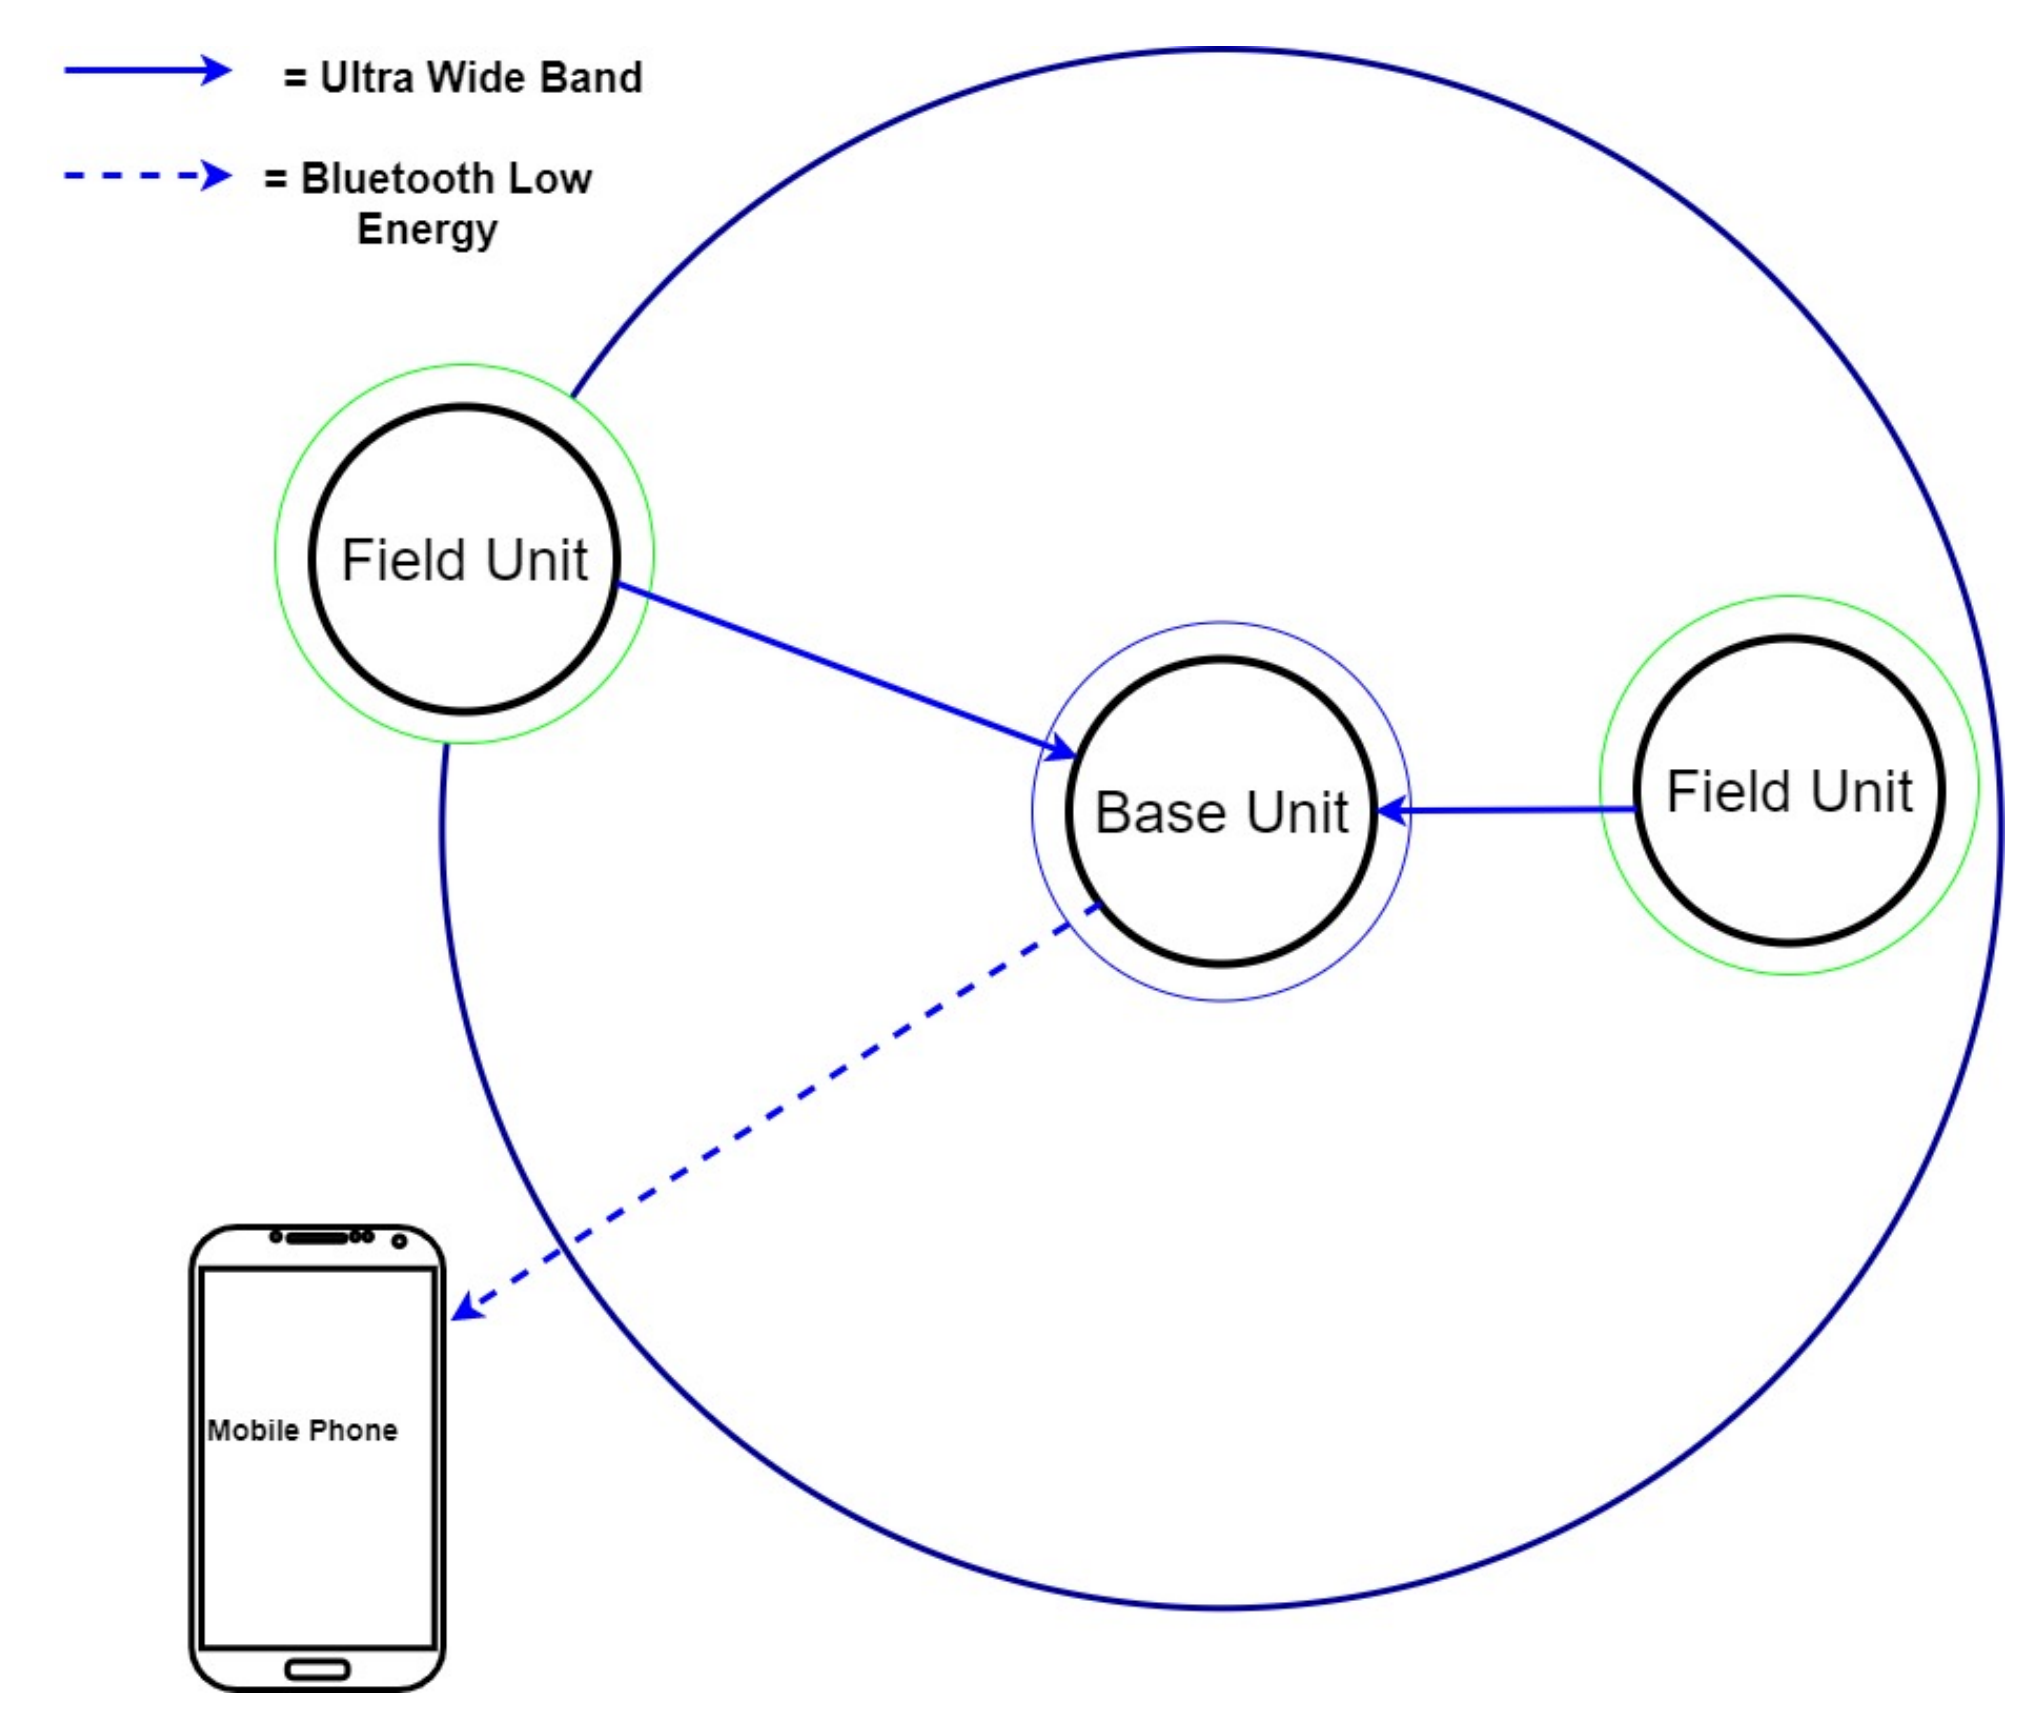 = Ultra Wide Band
= Bluetooth Low
Energy
Field Unit
Base Unit
Field Unit
Mobile Phone